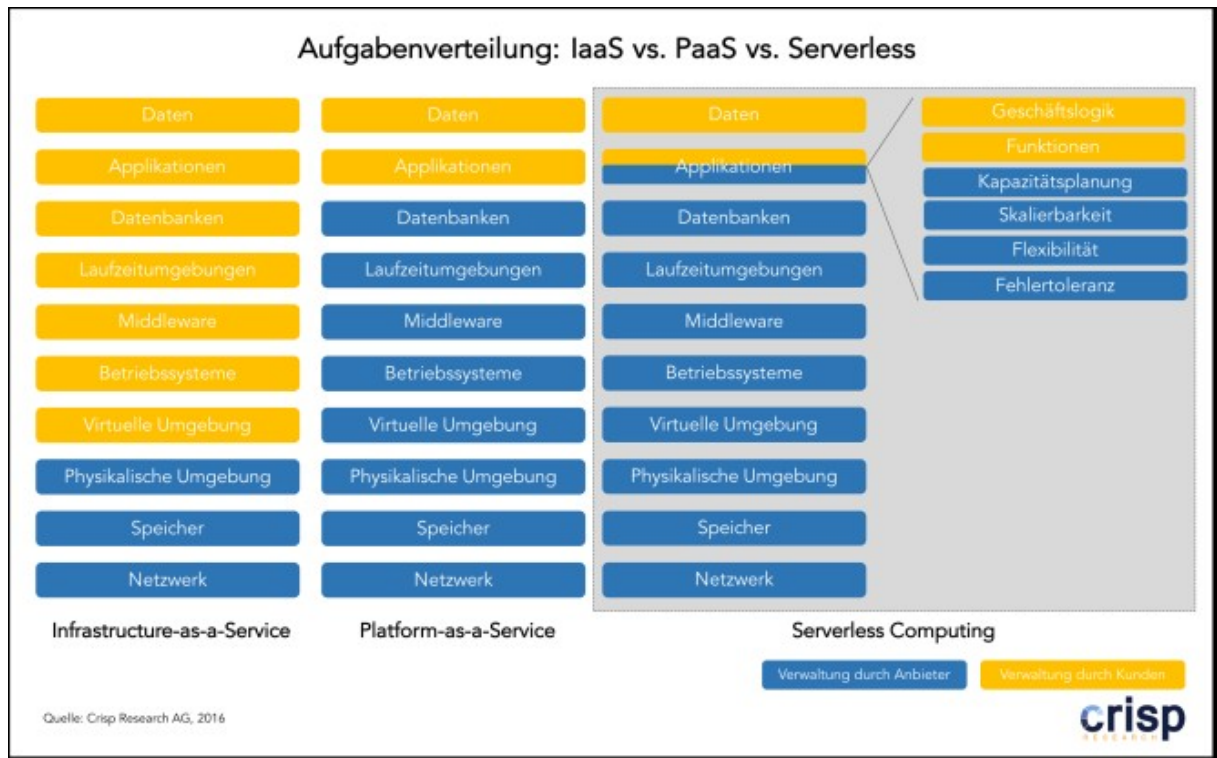 Aufgabenverteilung: IaaS vs. PaaS vs. Serverless
Daten
Applikationen
Datenbanken
Laufzeitumgebungen
Middleware
Betriebssysteme
Virtuelle Umgebung
Physikalische Umgebung
Speicher
Netzwerk
Infrastructure-as-a-Service
Daten
Applikationen
Datenbanken
Laufzeitumgebungen
Middleware
Betriebssysteme
Virtuelle Umgebung
Physikalische Umgebung
Speicher
Netzwerk
Platform-as-a-Service
Daten
Applikationen
Datenbanken
Laufzeitumgebungen
Middleware
Betriebssysteme
Virtuelle Umgebung
Physikalische Umgebung
Speicher
Netzwerk
Geschäftslogik
Funktionen
Kapazitätsplanung
Skalierbarkeit
Flexibilität
Fehlertoleranz
Serverless Computing
Verwaltung durch Anbieter
Verwaltung durch Kunden
Quelle: Crisp Research AG, 2016
crisp
RESEARCH